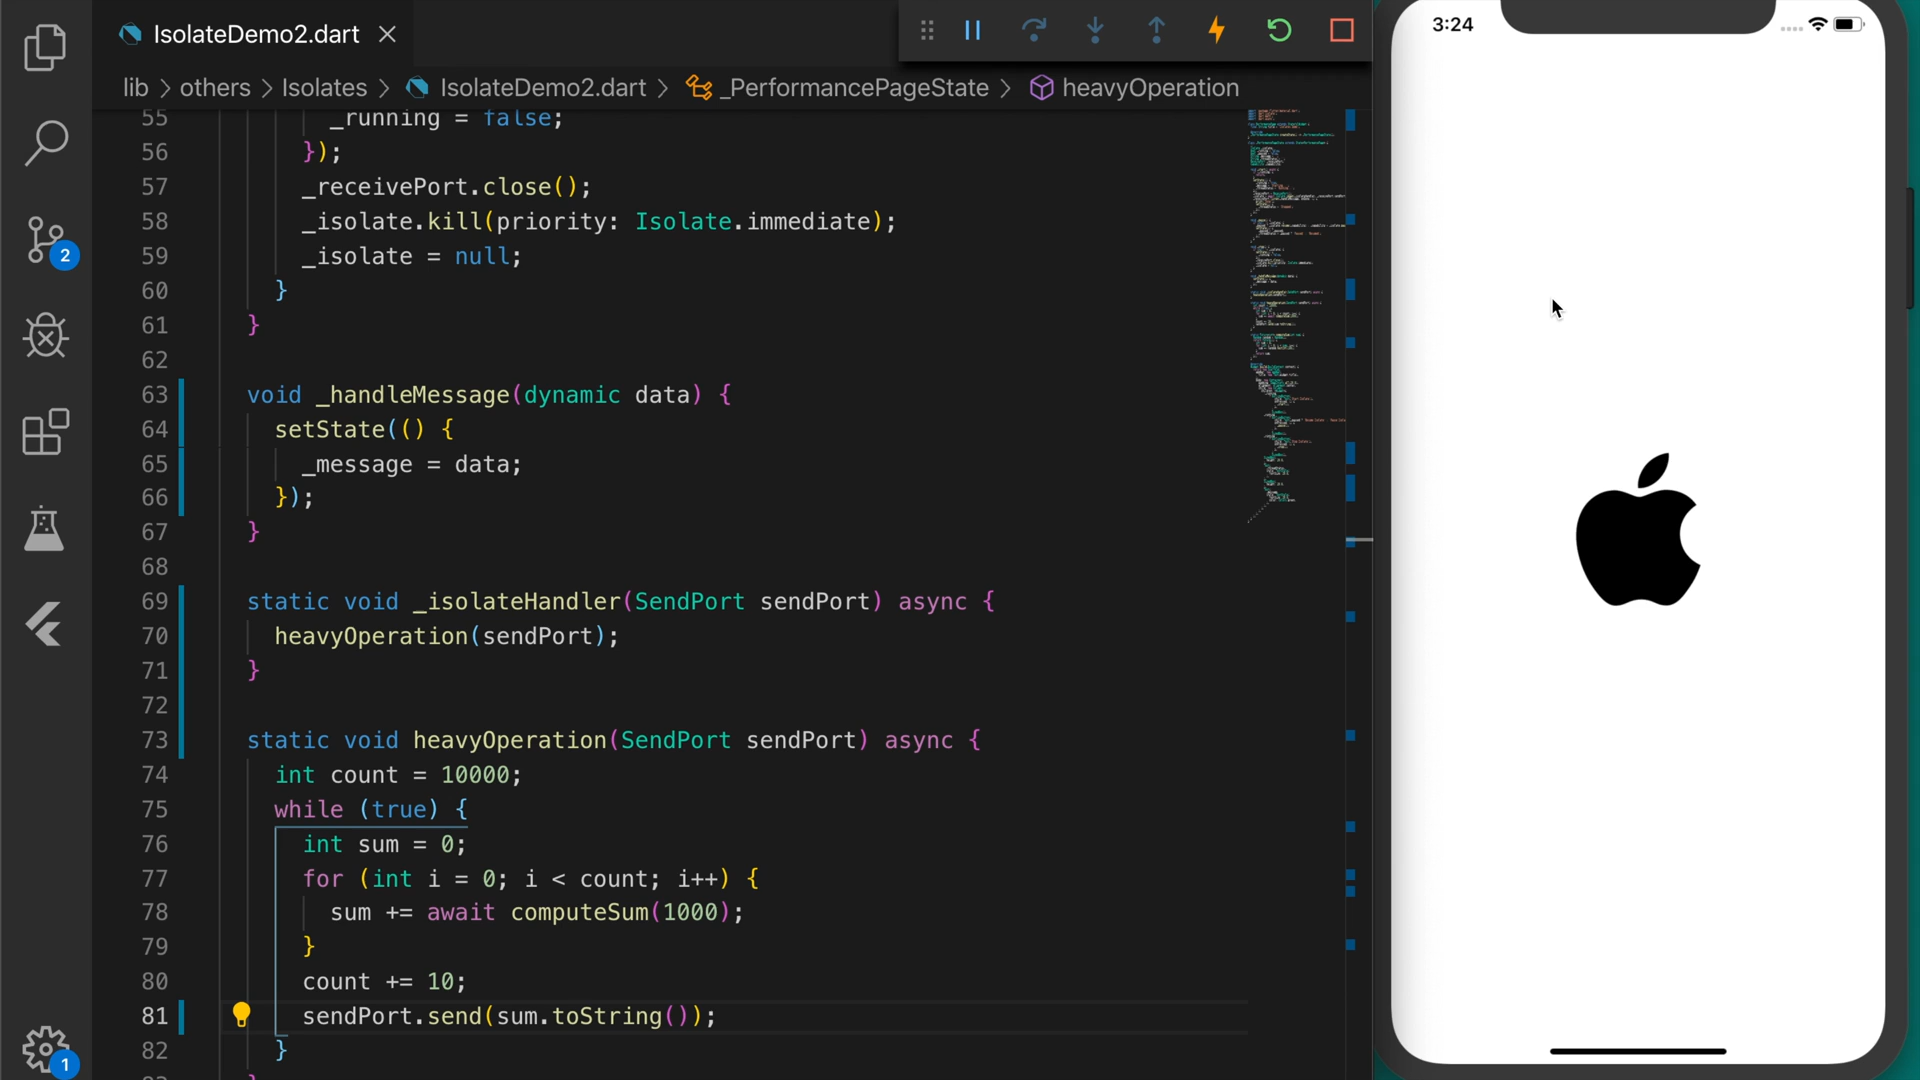 IsolateDemo2.dart
3:24
lib > others > Isolates > IsolateDemo2.dart > _PerformancePageState > heavyOperation
55 _running = false;
56 });
57 _receivePort.close();
58 _isolate.kill(priority: Isolate.immediate);
59 _isolate = null;
60 }
61 }
62
63 void _handleMessage(dynamic data) {
64 setState(() {
65 _message = data;
66 });
67 }
68
69 static void _isolateHandler(SendPort sendPort) async {
70 heavyOperation(sendPort);
71 }
72
73 static void heavyOperation(SendPort sendPort) async {
74 int count = 10000;
75 while (true) {
76 int sum = 0;
77 for (int i = 0; i < count; i++) {
78 sum += await computeSum(1000);
79 }
80 count += 10;
81 sendPort.send(sum.toString());
82 }
2
1